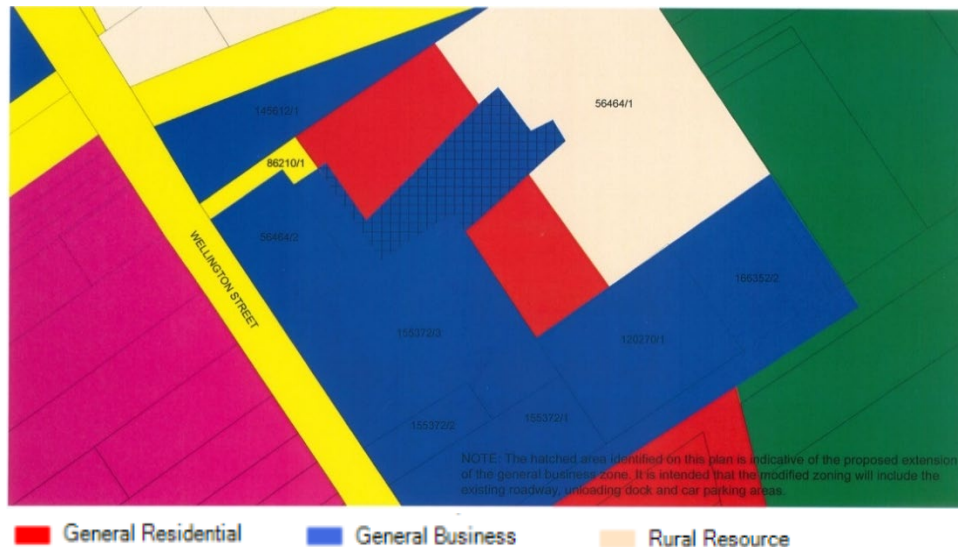 145612/1
56464/1
86210/1
56464/2
WELLINGTON STREET
166352/2
155372/3
120270/1
155372/2
155372/1
NOTE: The hatched area identified on this plan is indicative of the proposed extension
of the general business zone. It is intended that the modified zoning will include the
existing roadway, unloading dock and car parking areas.
General Residential
General Business
Rural Resource